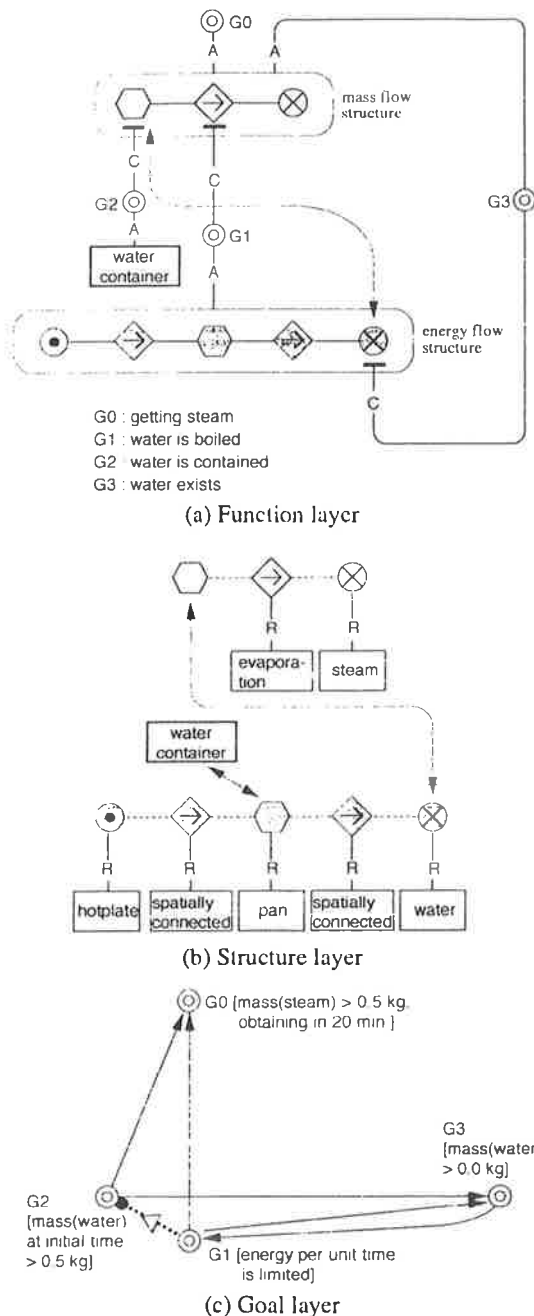 G0
A
A
mass flow
structure
C
C
G2
G1
G3
A
A
water
container
energy flow
structure
C
G0 : getting steam
G1 : water is boiled
G2 : water is contained
G3 : water exists
(a) Function layer
R
R
evapora-
tion
steam
water
container
R
R
R
R
R
hotplate
spatially
connected
pan
spatially
connected
water
(b) Structure layer
G0 [mass(steam) > 0.5 kg,
obtaining in 20 min ]
G3
[mass(water
> 0.0 kg]
G2
[mass(water)
at initial time
> 0.5 kg]
G1 [energy per unit time
is limited]
(c) Goal layer